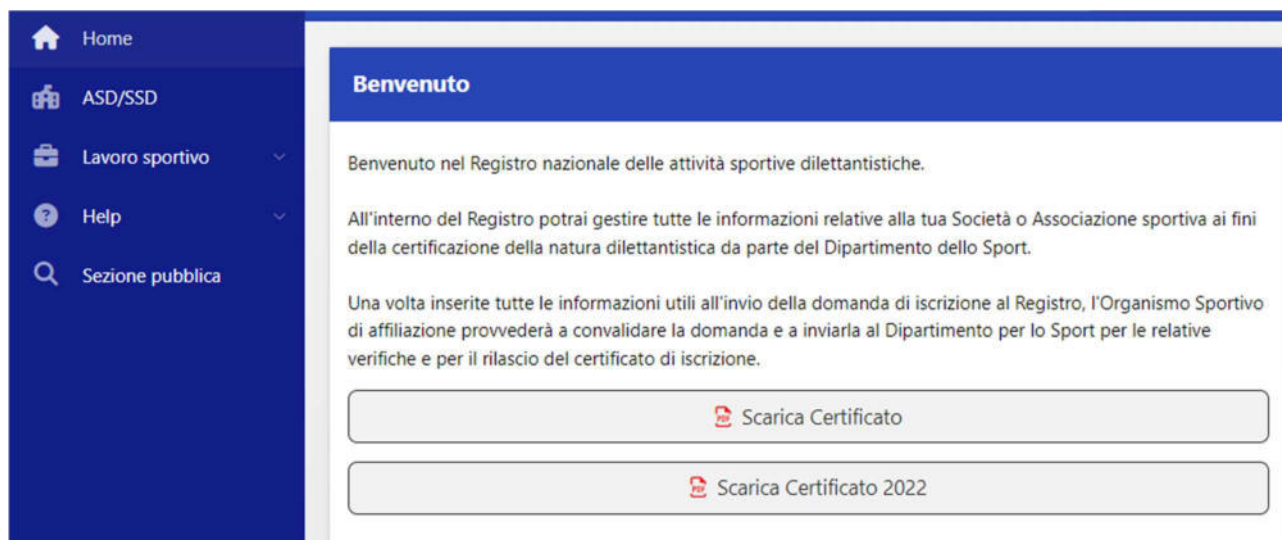 Home
ASD/SSD
Lavoro sportivo
Help
Sezione pubblica
Benvenuto
Benvenuto nel Registro nazionale delle attività sportive dilettantistiche.
All'interno del Registro potrai gestire tutte le informazioni relative alla tua Società o Associazione sportiva ai fini
della certificazione della natura dilettantistica da parte del Dipartimento dello Sport.
Una volta inserite tutte le informazioni utili all'invio della domanda di iscrizione al Registro, l'Organismo Sportivo
di affiliazione provvederà a convalidare la domanda e a inviarla al Dipartimento per lo Sport per le relative
verifiche e per il rilascio del certificato di iscrizione.
Scarica Certificato
Scarica Certificato 2022